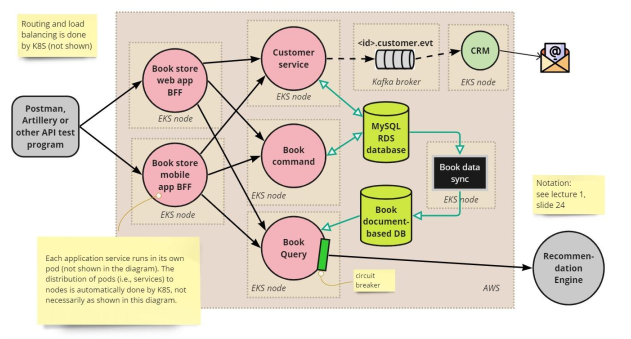 Routing and load
balancing is done
by K8S (not shown)
Postman,
Artillery or
other API test
program
Book store
web app
BFF
EKS node
Book store
mobile
app BFF
EKS node
Customer
service
EKS node
<id>.customer.evt
Kafka broker
CRM
EKS node
@
Book
command
EKS node
MySQL
RDS
database
Book data
sync
EKS node
Book
document-
based DB
Book
Query
EKS node
circuit
breaker
AWS
Notation:
see lecture 1,
slide 24
Recommen-
dation
Engine
Each application service runs in its own
pod (not shown in the diagram). The
distribution of pods (i.e., services) to
nodes is automatically done by K8S, not
necessarily as shown in this diagram.